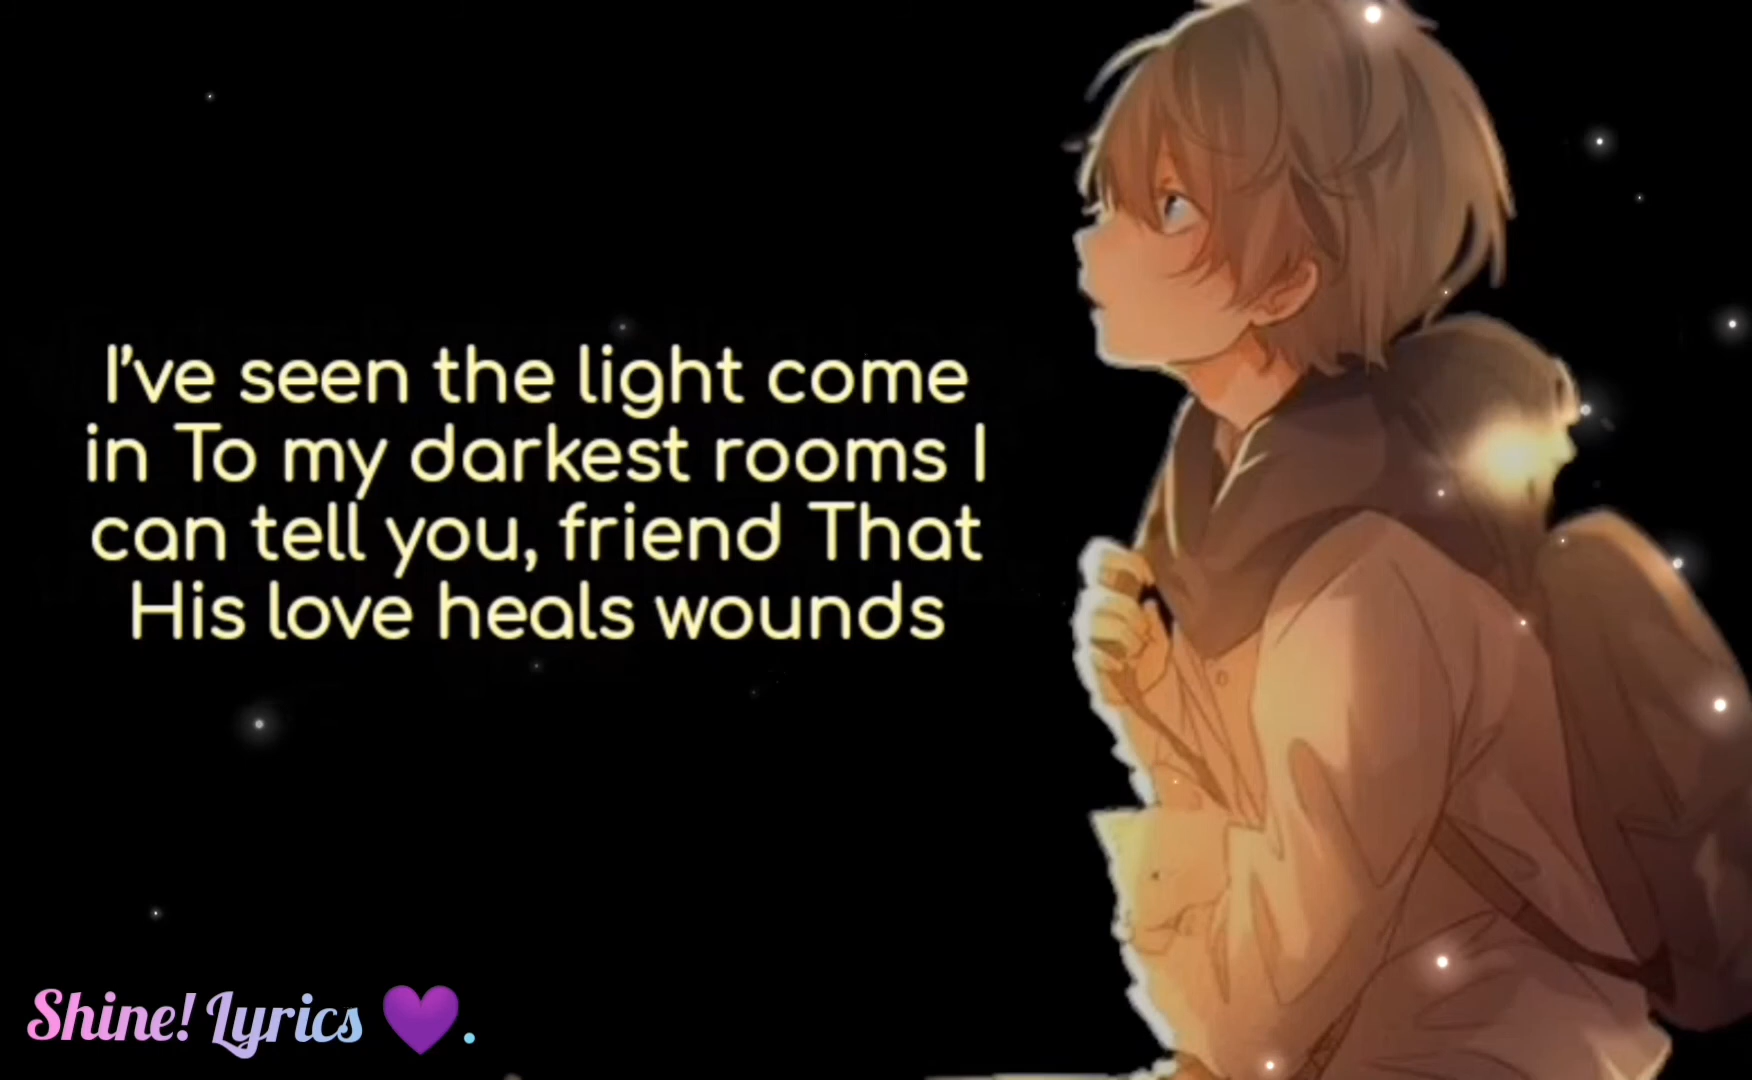 I've seen the light come
in To my darkest rooms I
can tell you, friend That
His love heals wounds
Shine! Lyrics 💜.